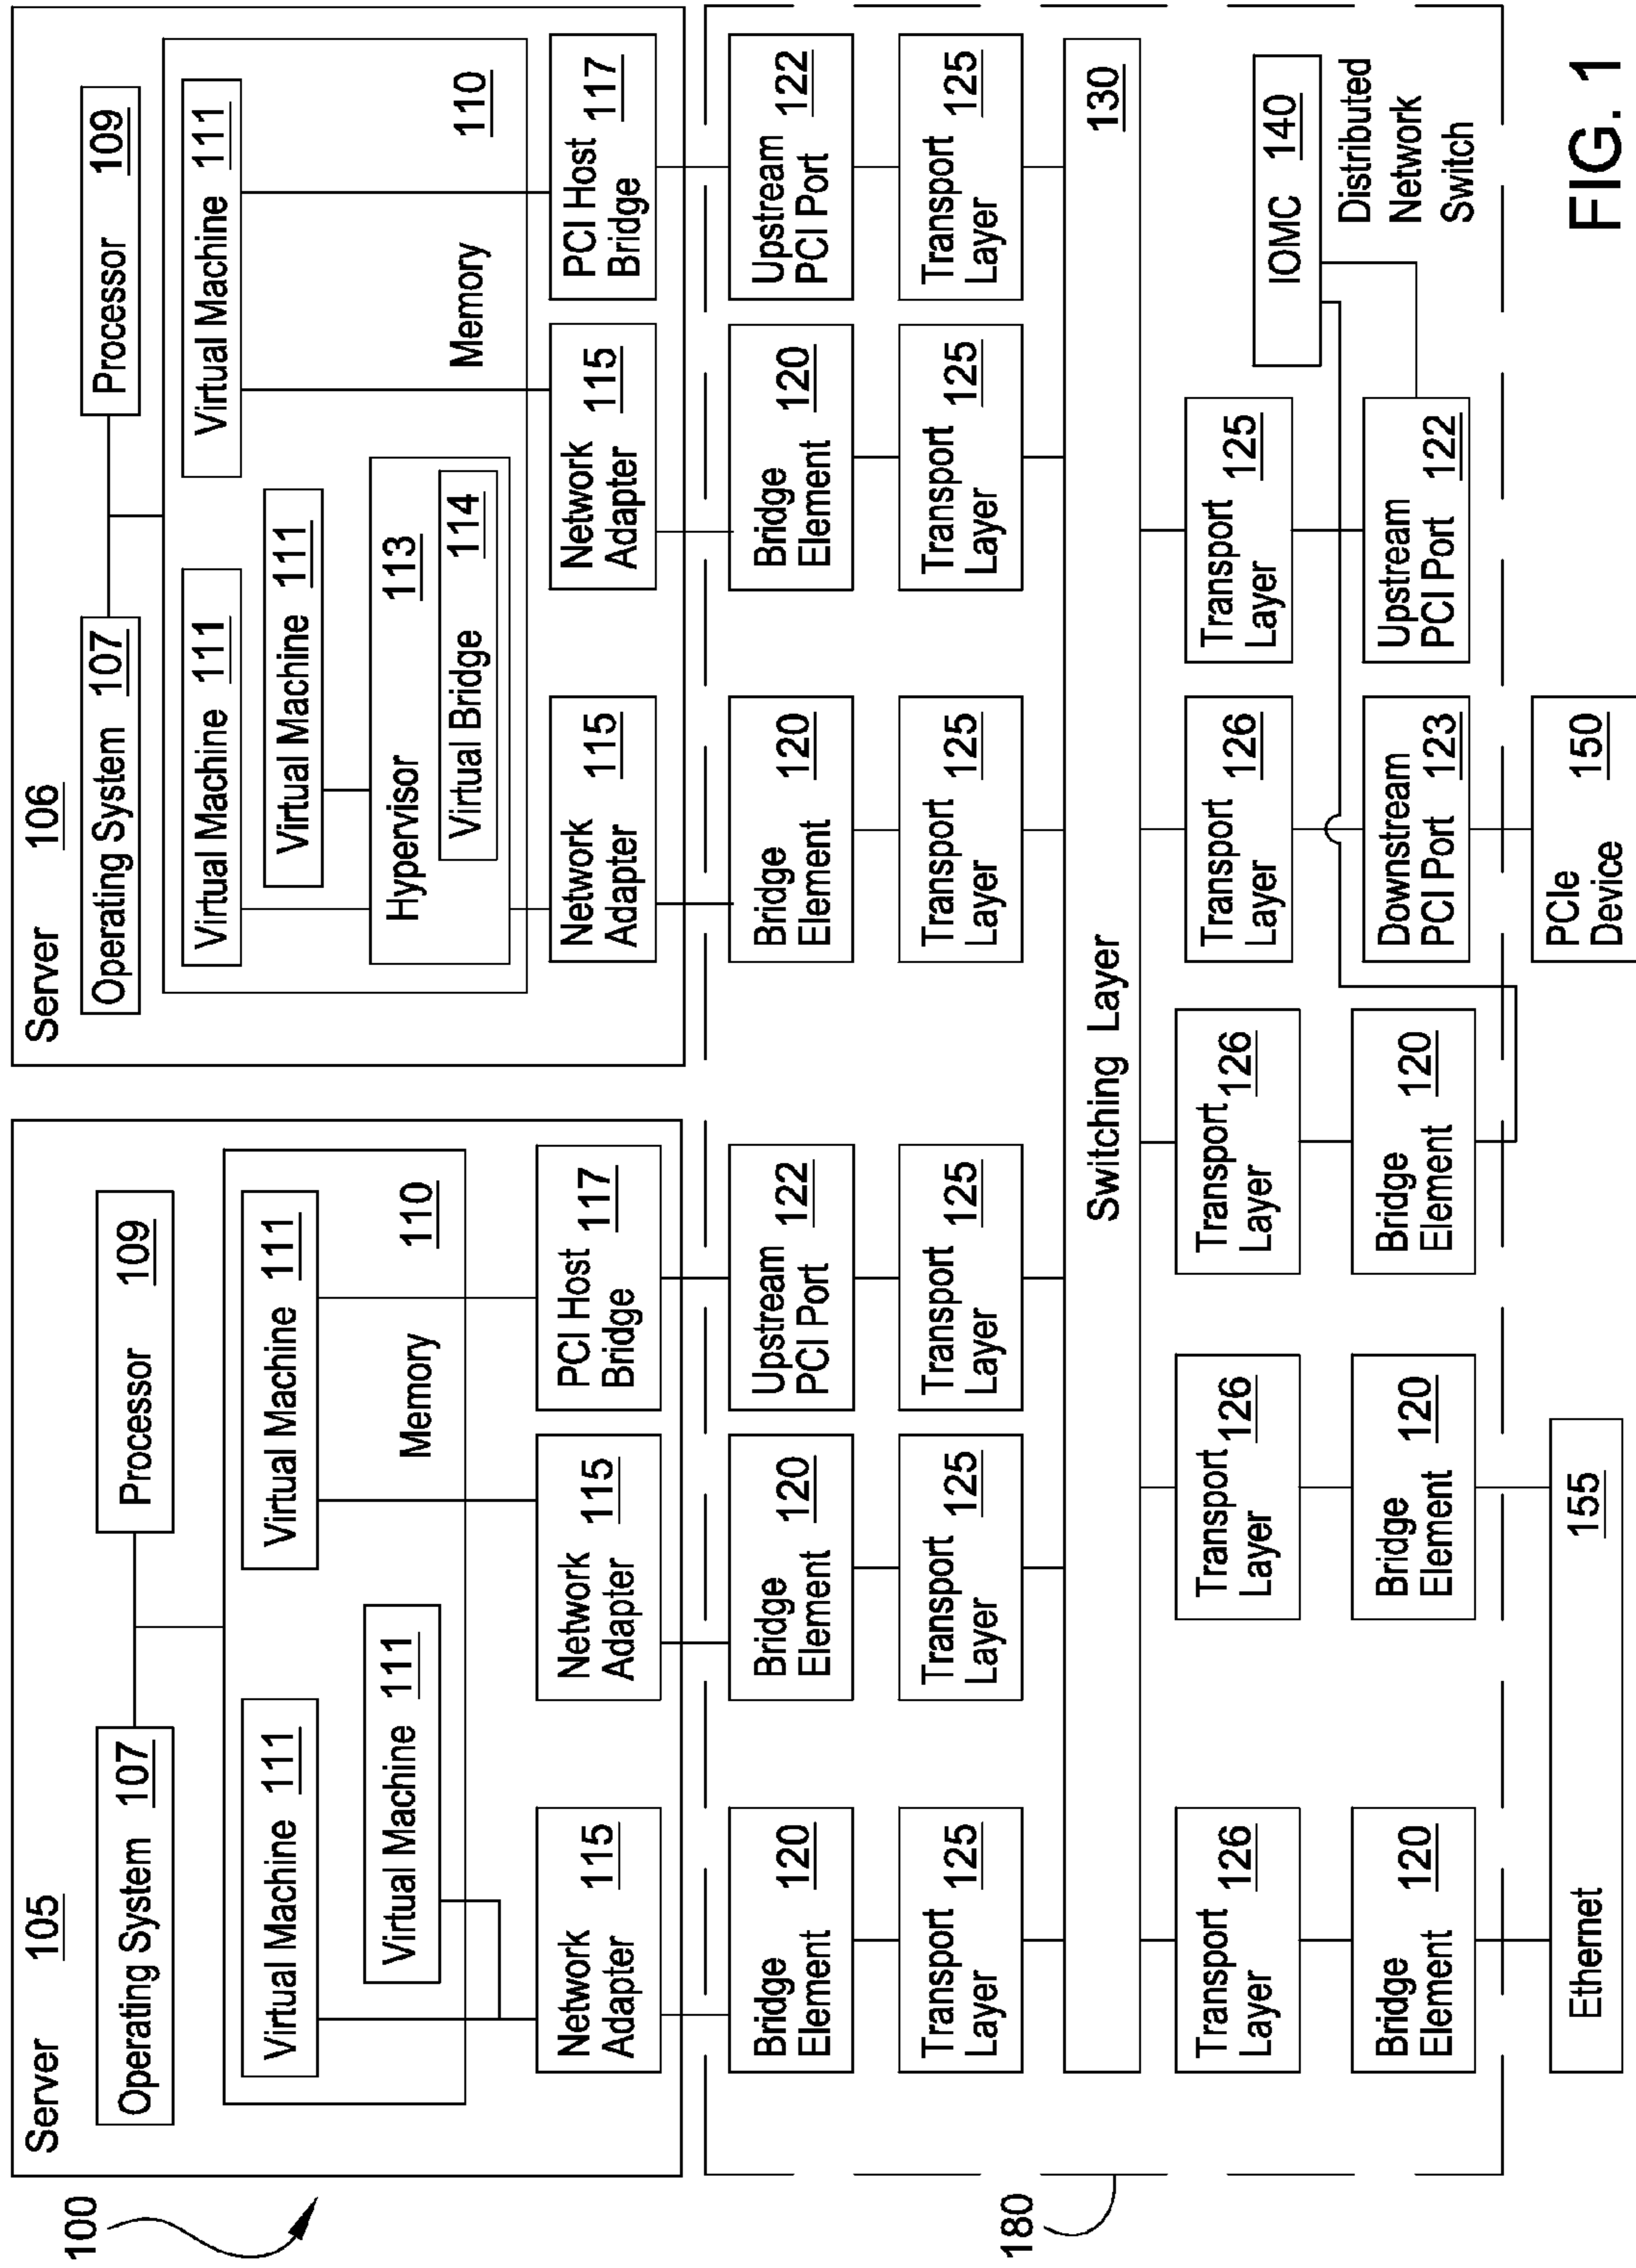 100
Server 105
Operating System 107
Processor 109
Virtual Machine 111
Virtual Machine 111
Virtual Machine 111
Memory 110
Network
Adapter 115
Network
Adapter 115
PCI Host
Bridge 117
Server 106
Operating System 107
Processor 109
Virtual Machine 111
Virtual Machine 111
Virtual Machine 111
Hypervisor 113
Virtual Bridge 114
Memory 110
Network
Adapter 115
Network
Adapter 115
PCI Host
Bridge 117
180
Bridge
Element 120
Bridge
Element 120
Upstream
PCI Port 122
Bridge
Element 120
Bridge
Element 120
Upstream
PCI Port 122
Transport
Layer 125
Transport
Layer 125
Transport
Layer 125
Transport
Layer 125
Transport
Layer 125
Transport
Layer 125
Switching Layer 130
Transport
Layer 126
Transport
Layer 126
Transport
Layer 126
Transport
Layer 126
Transport
Layer 125
IOMC 140
Bridge
Element 120
Bridge
Element 120
Bridge
Element 120
Downstream
PCI Port 123
Upstream
PCI Port 122
Distributed
Network
Switch
Ethernet 155
PCIe
Device 150
FIG. 1